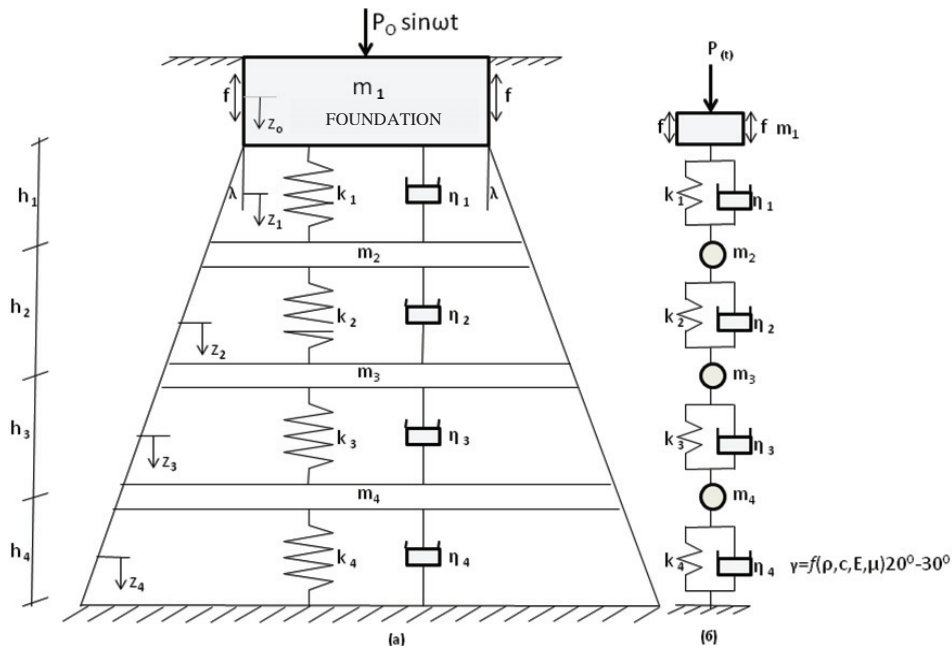 P₀ sinωt
f
f
m₁
z₀
FOUNDATION
h₁
λ
z₁
k₁
η₁
λ
m₂
h₂
z₂
k₂
η₂
m₃
h₃
z₃
k₃
η₃
m₄
h₄
z₄
k₄
η₄
(a)
P₍ₜ₎
f
f m₁
k₁
η₁
m₂
k₂
η₂
m₃
k₃
η₃
m₄
k₄
η₄
γ=f(ρ,c,E,μ)20⁰-30⁰
(б)